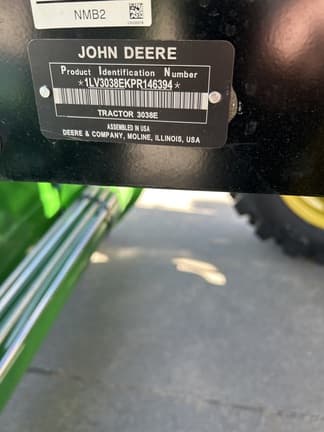 NMB2
JOHN DEERE
Product Identification Number
*1LV3038EKPR146394*
TRACTOR 3038E
ASSEMBLED IN USA
DEERE & COMPANY, MOLINE, ILLINOIS, USA